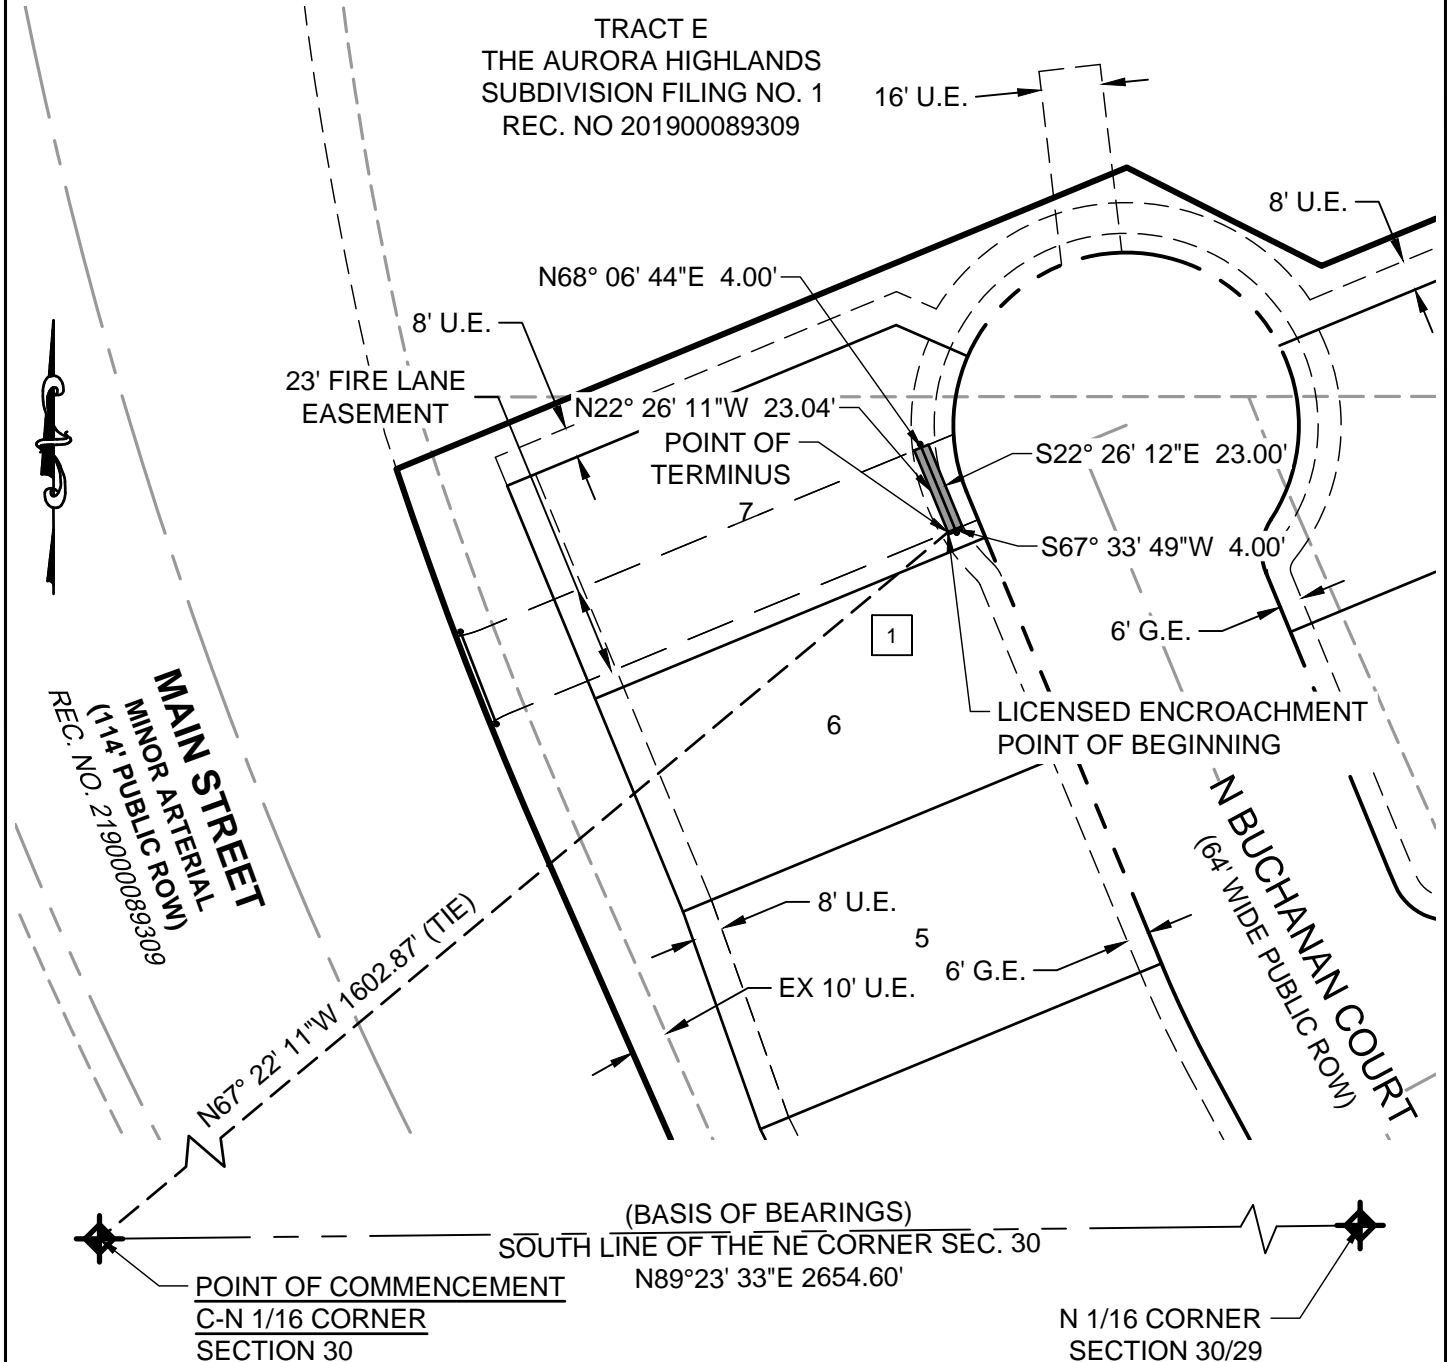 TRACT E
THE AURORA HIGHLANDS
SUBDIVISION FILING NO. 1
REC. NO 201900089309
16' U.E.
8' U.E.
N68° 06' 44"E 4.00'
8' U.E.
23' FIRE LANE
EASEMENT
N22° 26' 11"W 23.04'
POINT OF
TERMINUS
S22° 26' 12"E 23.00'
7
S67° 33' 49"W 4.00'
1
6' G.E.
6
LICENSED ENCROACHMENT
POINT OF BEGINNING
MAIN STREET
MINOR ARTERIAL
(114' PUBLIC ROW)
REC. NO. 219000089309
N BUCHANAN COURT
(64' WIDE PUBLIC ROW)
8' U.E.
5
6' G.E.
EX 10' U.E.
N67° 22' 11"W 1602.87' (TIE)
(BASIS OF BEARINGS)
SOUTH LINE OF THE NE CORNER SEC. 30
N89°23' 33"E 2654.60'
POINT OF COMMENCEMENT
C-N 1/16 CORNER
SECTION 30
N 1/16 CORNER
SECTION 30/29